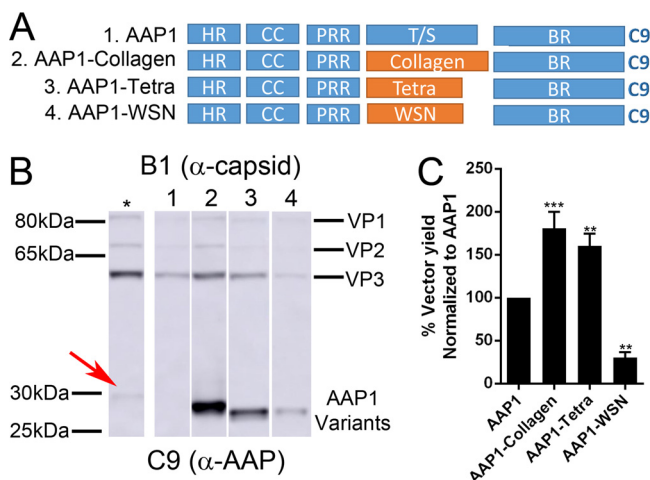 A
1. AAP1 HR CC PRR T/S BR C9
2. AAP1-Collagen HR CC PRR Collagen BR C9
3. AAP1-Tetra HR CC PRR Tetra BR C9
4. AAP1-WSN HR CC PRR WSN BR C9
B
B1 (α-capsid)
* 1 2 3 4
80kDa VP1
VP2
65kDa
VP3
30kDa
AAP1
Variants
25kDa
C9 (α-AAP)
C
% Vector yield
Normalized to AAP1
250
200
150
100
50
0
***
**
**
AAP1
AAP1-Collagen
AAP1-Tetra
AAP1-WSN